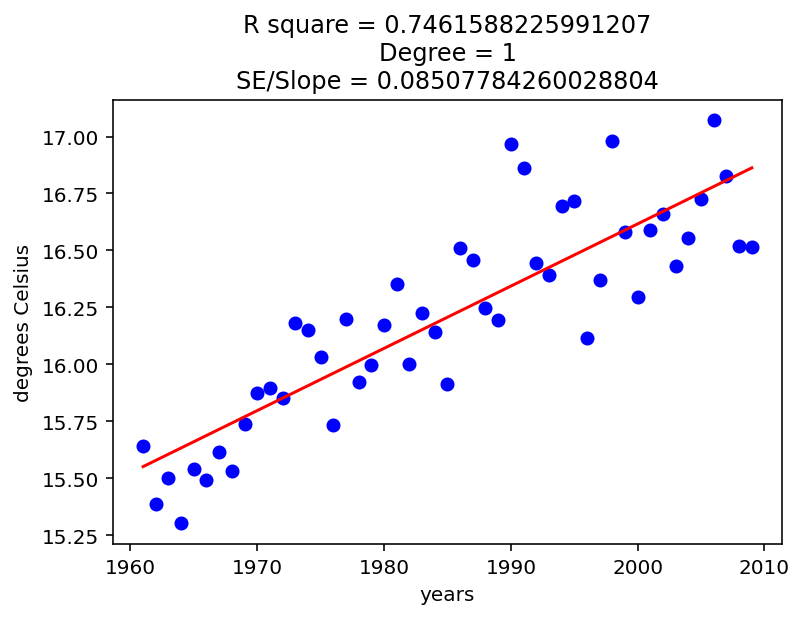 R square = 0.7461588225991207
Degree = 1
SE/Slope = 0.08507784260028804
17.00
16.75
16.50
16.25
16.00
15.75
15.50
15.25
degrees Celsius
1960 1970 1980 1990 2000 2010
years